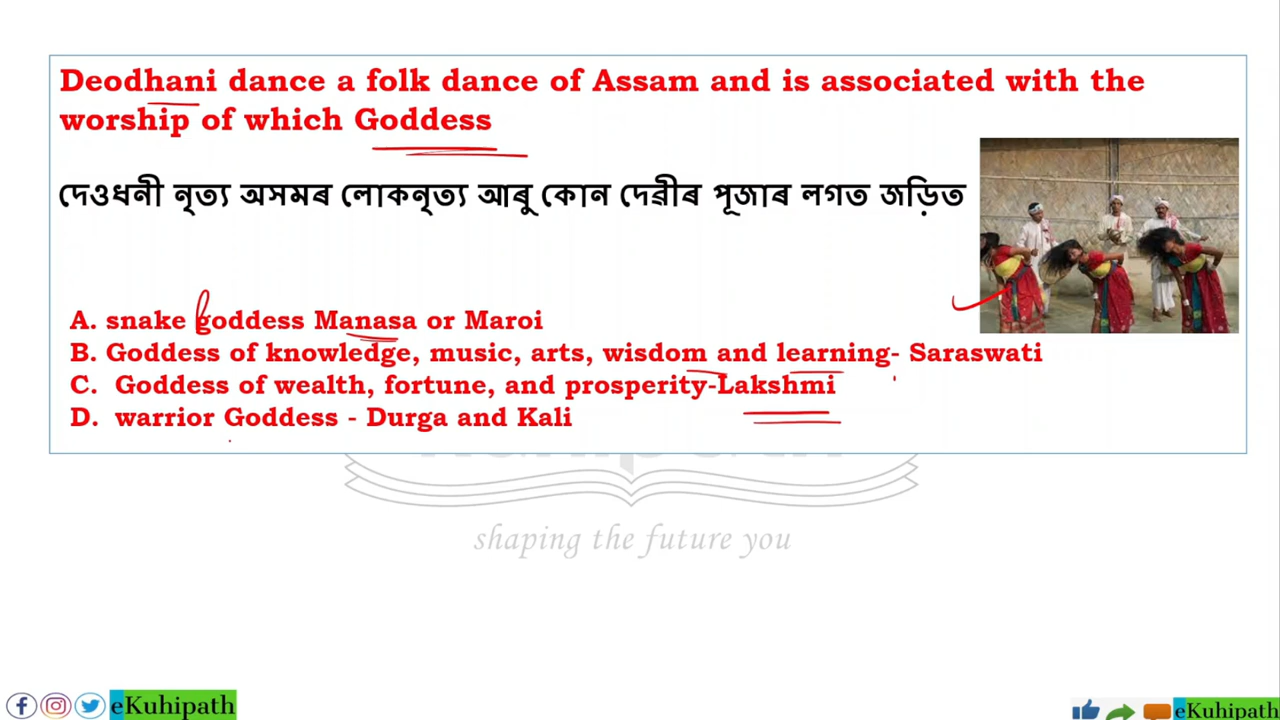 Deodhani dance a folk dance of Assam and is associated with the
worship of which Goddess
দেওধনী নৃত্য অসমৰ লোকনৃত্য আৰু কোন দেৱীৰ পূজাৰ লগত জড়িত
A. snake goddess Manasa or Maroi
B. Goddess of knowledge, music, arts, wisdom and learning- Saraswati
C. Goddess of wealth, fortune, and prosperity-Lakshmi
D. warrior Goddess - Durga and Kali
shaping the future you
eKuhipath
eKuhipath